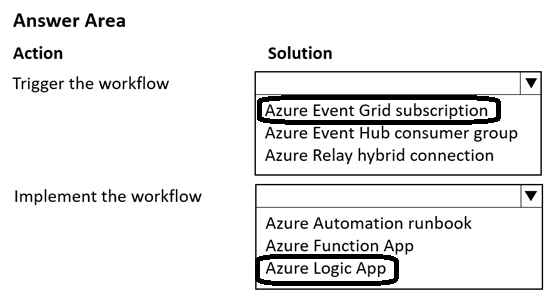 Answer Area
Action Solution
Trigger the workflow
Azure Event Grid subscription
Azure Event Hub consumer group
Azure Relay hybrid connection
Implement the workflow
Azure Automation runbook
Azure Function App
Azure Logic App